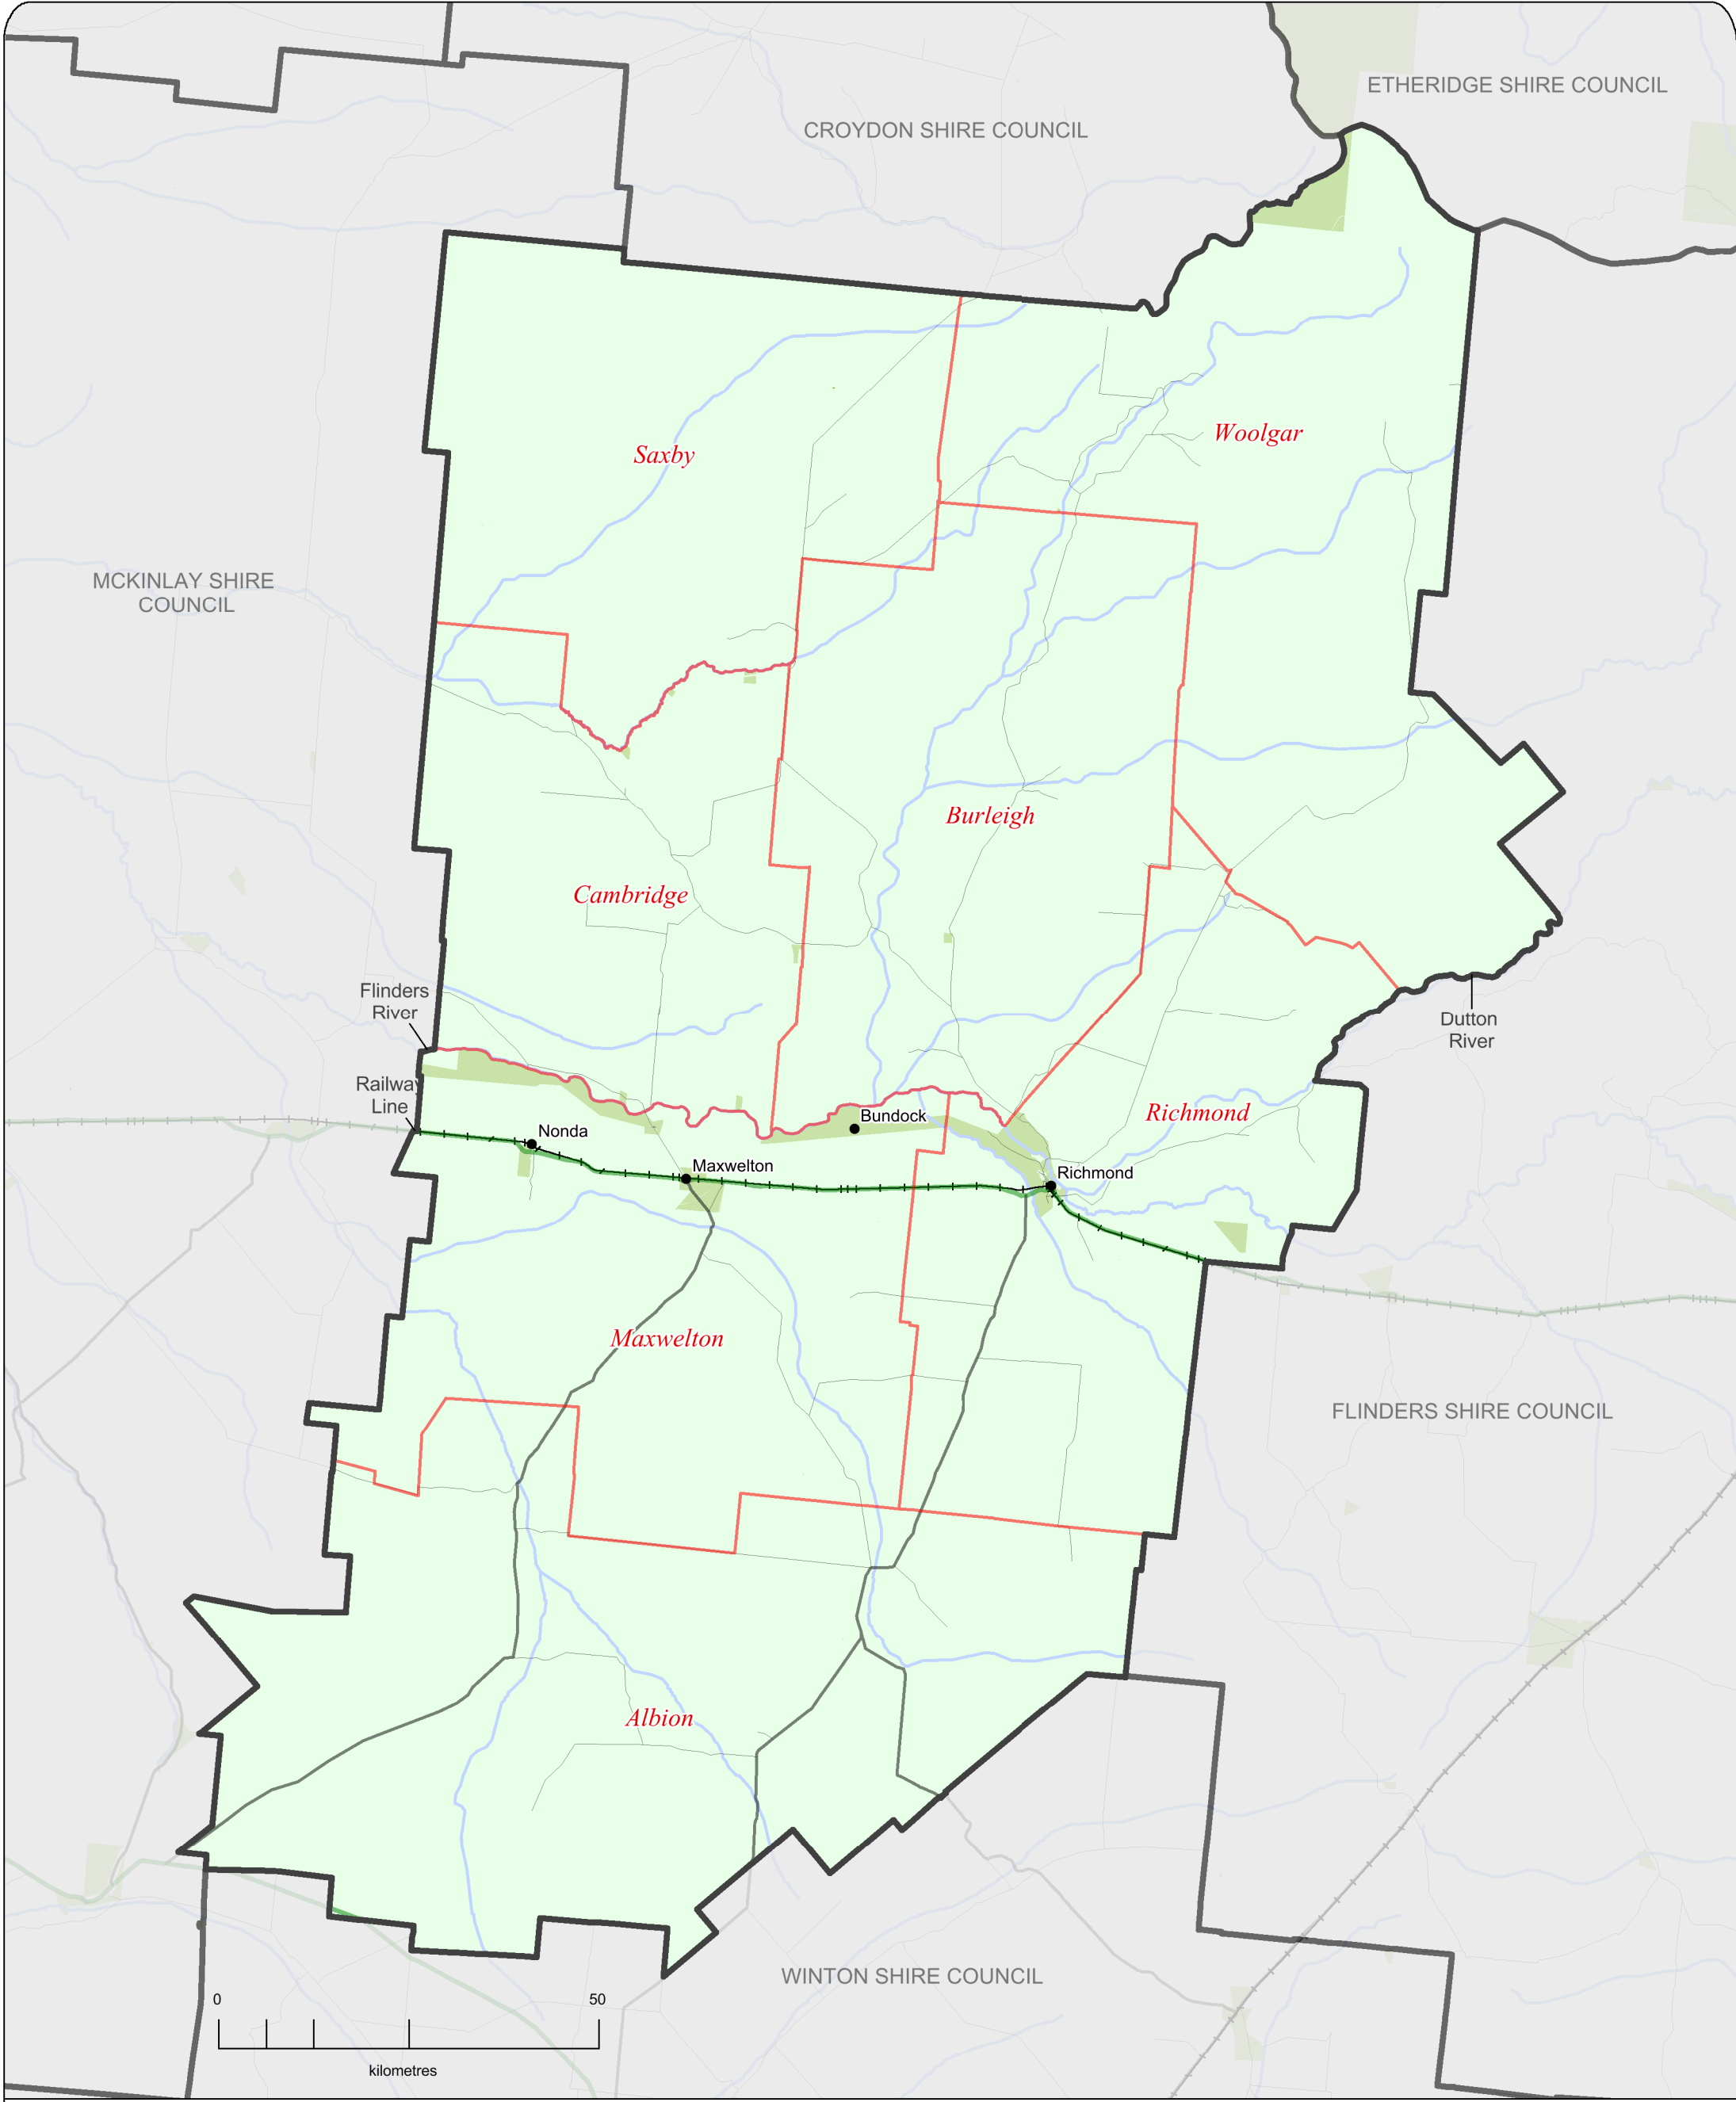 ETHERIDGE SHIRE COUNCIL
CROYDON SHIRE COUNCIL
Woolgar
Saxby
MCKINLAY SHIRE
COUNCIL
Burleigh
Cambridge
Flinders
River
Dutton
River
Railway
Line
Richmond
Bundock
Nonda
Maxwelton
Richmond
Maxwelton
FLINDERS SHIRE COUNCIL
Albion
WINTON SHIRE COUNCIL
0 50
kilometres